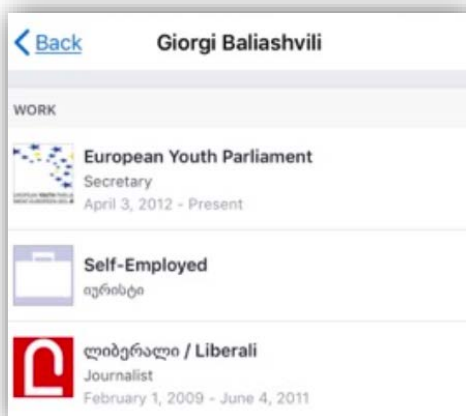 Back
Giorgi Baliashvili
WORK
European Youth Parliament
Secretary
April 3, 2012 - Present
Self-Employed
იურისტი
ლიბერალი / Liberali
Journalist
February 1, 2009 - June 4, 2011